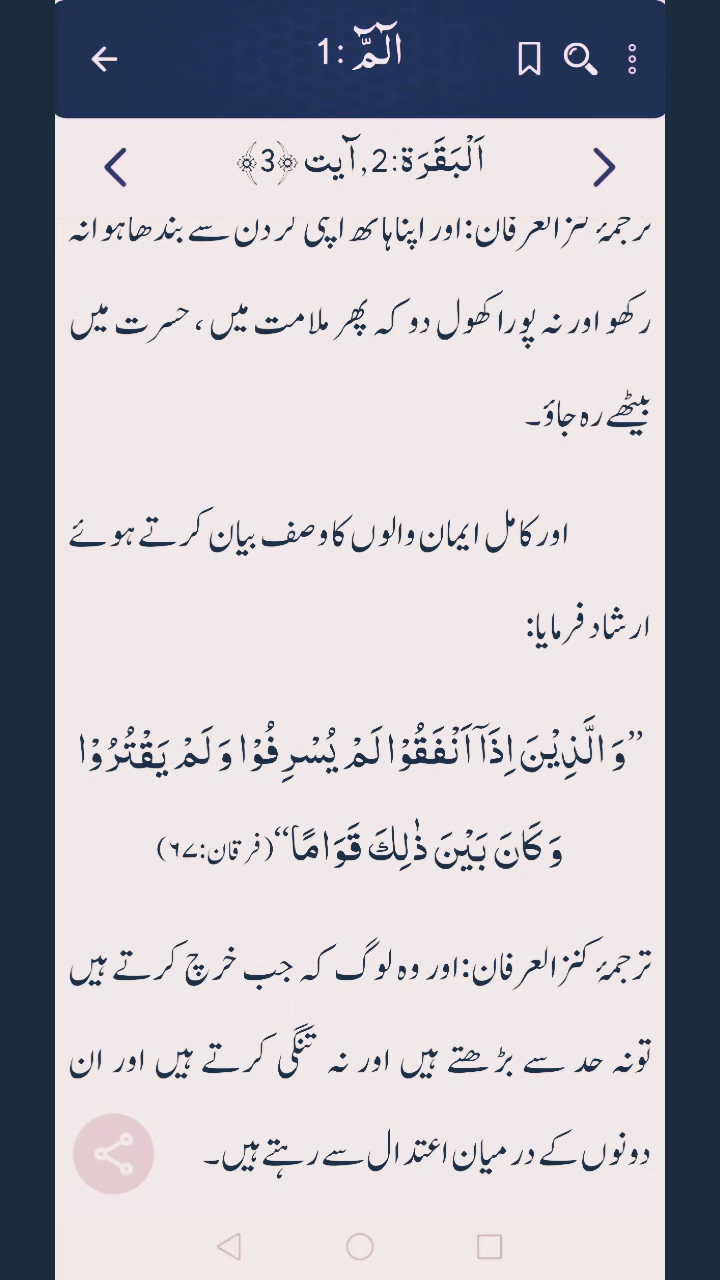 الٓمّٓ :1
اَلْبَقَرَة:2, آیت ﴿3﴾
ترجمۂ کنزالعرفان: اور اپنا ہاتھ اپنی گردن سے بندھا ہوا نہ
رکھو اور نہ پورا کھول دو کہ پھر ملامت میں، حسرت میں
بیٹھے رہ جاؤ۔
اور کامل ایمان والوں کا وصف بیان کرتے ہوئے
ارشاد فرمایا:
”وَ الَّذِیْنَ اِذَاۤ اَنْفَقُوْا لَمْ یُسْرِفُوْا وَ لَمْ یَقْتُرُوْا
وَ كَانَ بَیْنَ ذٰلِكَ قَوَامًا“ (فرقان:۶۷)
ترجمۂ کنزالعرفان: اور وہ لوگ کہ جب خرچ کرتے ہیں
تو نہ حد سے بڑھتے ہیں اور نہ تنگی کرتے ہیں اور ان
دونوں کے درمیان اعتدال سے رہتے ہیں۔